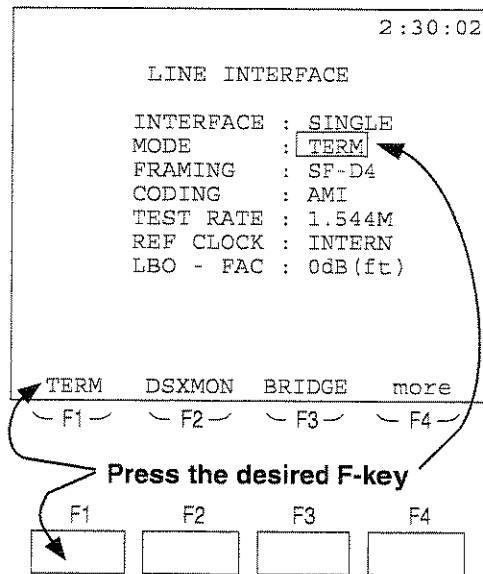 2:30:02
LINE INTERFACE
INTERFACE : SINGLE
MODE : TERM
FRAMING : SF-D4
CODING : AMI
TEST RATE : 1.544M
REF CLOCK : INTERN
LBO - FAC : 0dB(ft)
TERM DSXMON BRIDGE more
F1 F2 F3 F4
Press the desired F-key
F1 F2 F3 F4